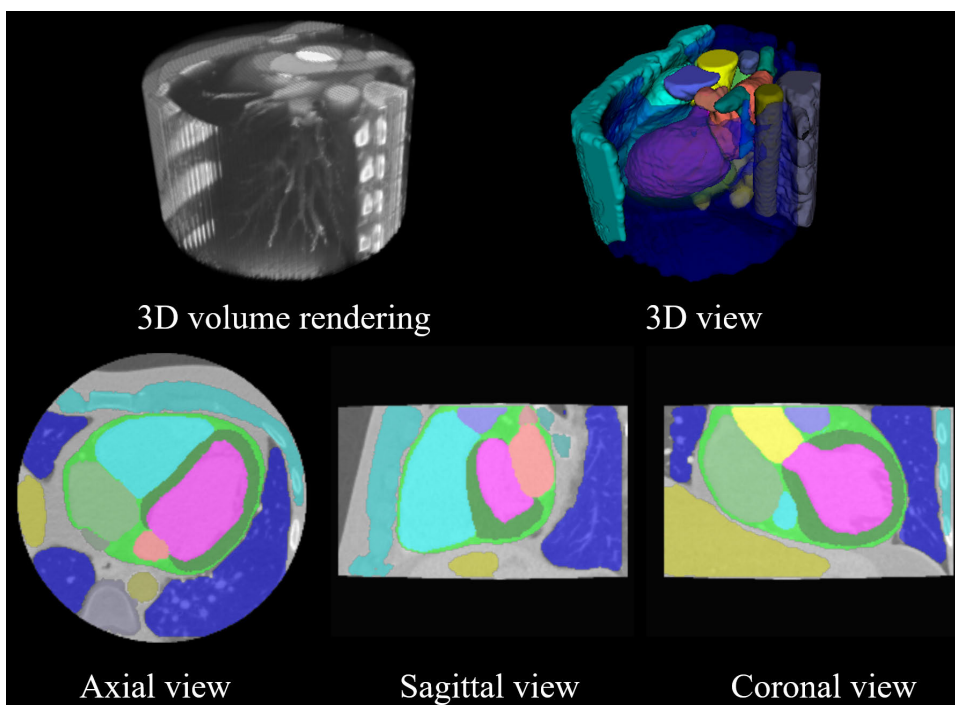 3D volume rendering
3D view
Axial view
Sagittal view
Coronal view